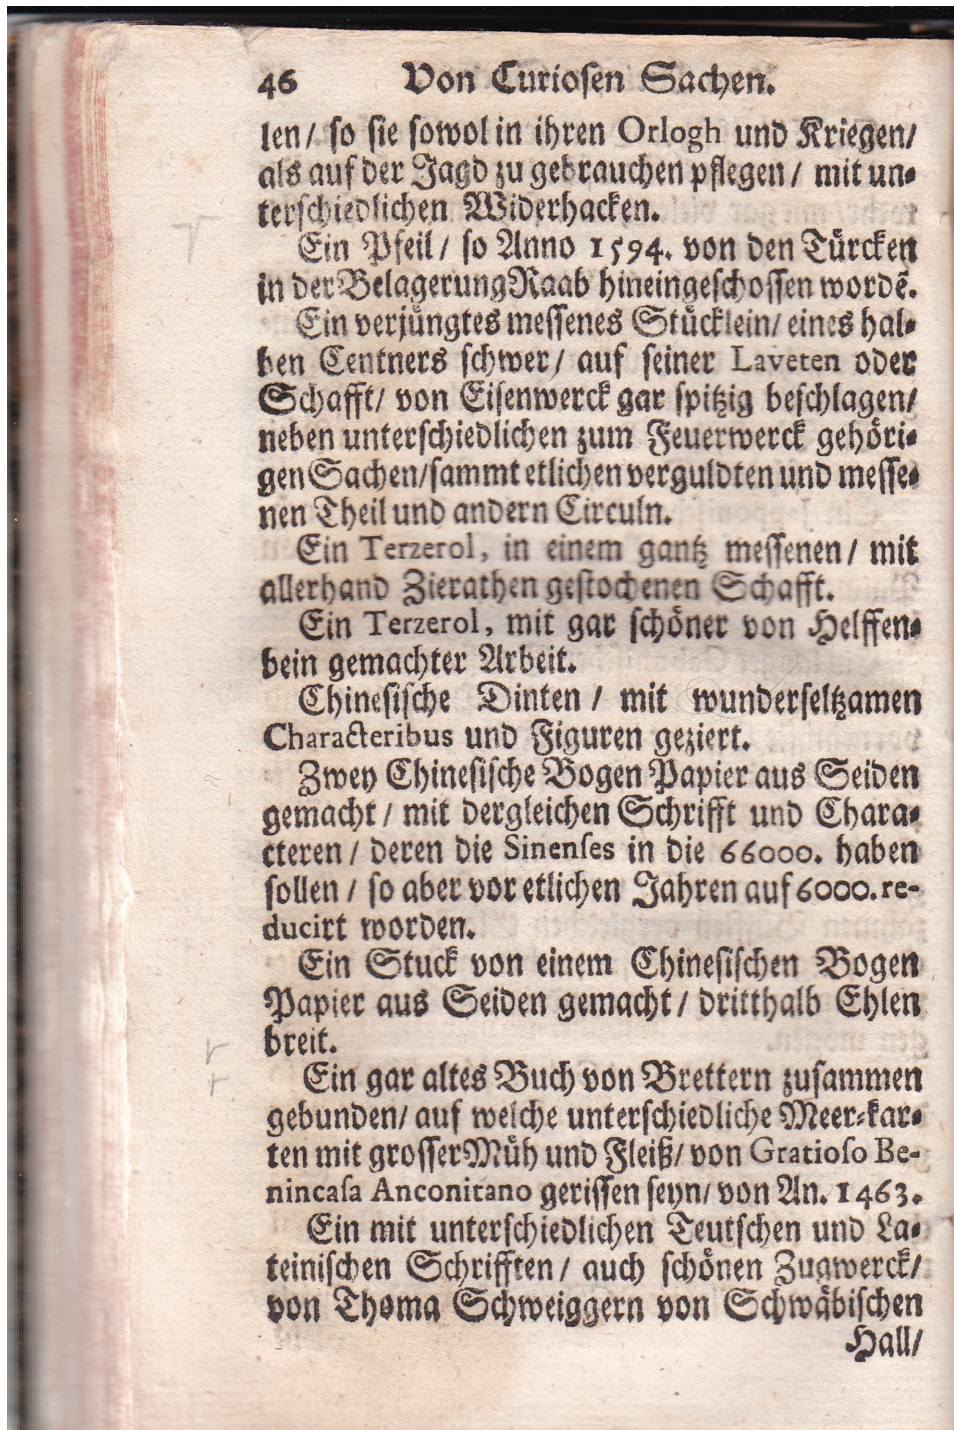 46 Von Curiosen Sachen.
len/ so sie sowol in ihren Orlogh und Kriegen/
als auf der Jagd zu gebrauchen pflegen/ mit un-
terschiedlichen Widerhacken.
Ein Pfeil/ so Anno 1594. von den Türcken
in der Belagerung Raab hineingeschossen wordẽ.
Ein verjüngtes messenes Stücklein/ eines hal-
ben Centners schwer/ auf seiner Laveten oder
Schafft/ von Eisenwerck gar spitzig beschlagen/
neben unterschiedlichen zum Feuerwerck gehöri-
gen Sachen/ sammt etlichen verguldten und messe-
nen Theil und andern Circuln.
Ein Terzerol, in einem gantz messenen/ mit
allerhand Zierathen gestochenen Schafft.
Ein Terzerol, mit gar schöner von Helffen-
bein gemachter Arbeit.
Chinesische Dinten/ mit wunderseltzamen
Characteribus und Figuren geziert.
Zwey Chinesische Bogen Papier aus Seiden
gemacht/ mit dergleichen Schrifft und Chara-
cteren/ deren die Sinenses in die 66000. haben
sollen/ so aber vor etlichen Jahren auf 6000. re-
ducirt worden.
Ein Stuck von einem Chinesischen Bogen
Papier aus Seiden gemacht/ dritthalb Ehlen
breit.
Ein gar altes Buch von Brettern zusammen
gebunden/ auf welche unterschiedliche Meer-kar-
ten mit grosser Müh und Fleiß/ von Gratioso Be-
nincasa Anconitano gerissen seyn/ von An. 1463.
Ein mit unterschiedlichen Teutschen und La-
teinischen Schrifften/ auch schönen Zugwerck/
von Thoma Schweiggern von Schwäbischen
Hall/